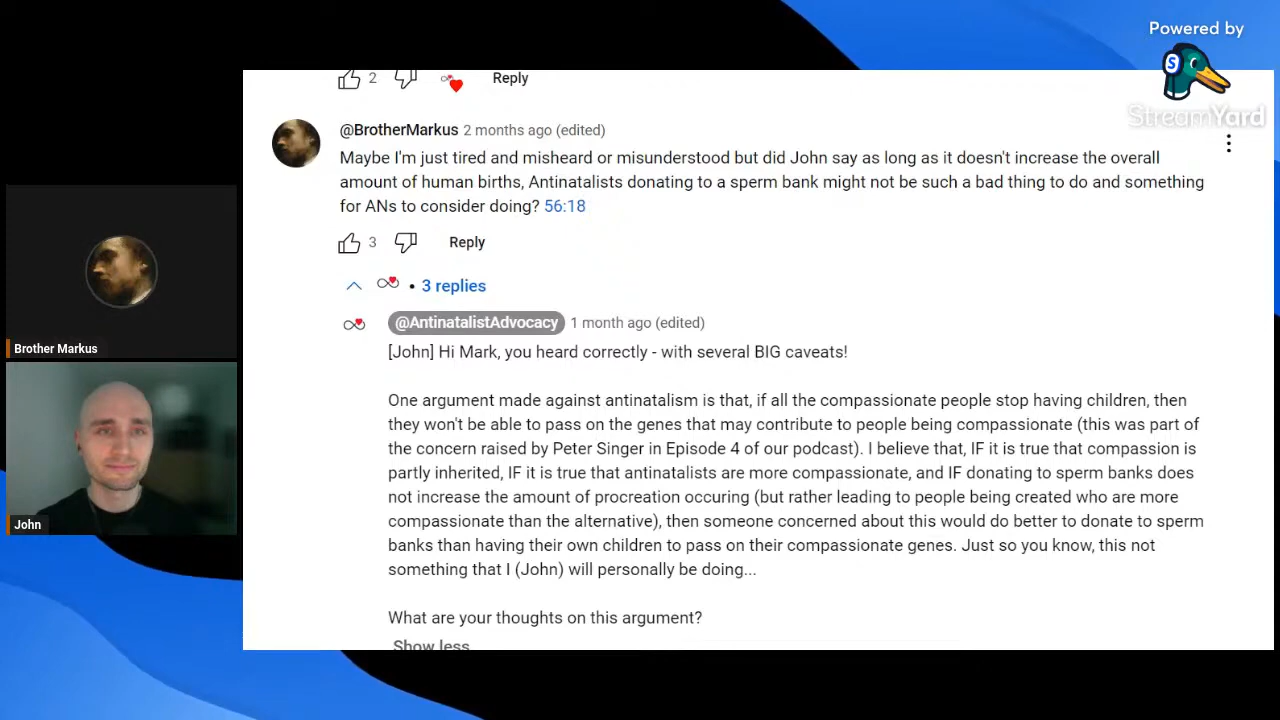 Powered by
StreamYard
2
Reply
@BrotherMarkus 2 months ago (edited)
Maybe I'm just tired and misheard or misunderstood but did John say as long as it doesn't increase the overall
amount of human births, Antinatalists donating to a sperm bank might not be such a bad thing to do and something
for ANs to consider doing? 56:18
3 Reply
• 3 replies
@AntinatalistAdvocacy 1 month ago (edited)
[John] Hi Mark, you heard correctly - with several BIG caveats!
One argument made against antinatalism is that, if all the compassionate people stop having children, then
they won't be able to pass on the genes that may contribute to people being compassionate (this was part of
the concern raised by Peter Singer in Episode 4 of our podcast). I believe that, IF it is true that compassion is
partly inherited, IF it is true that antinatalists are more compassionate, and IF donating to sperm banks does
not increase the amount of procreation occuring (but rather leading to people being created who are more
compassionate than the alternative), then someone concerned about this would do better to donate to sperm
banks than having their own children to pass on their compassionate genes. Just so you know, this not
something that I (John) will personally be doing...
What are your thoughts on this argument?
Show less
Brother Markus
John